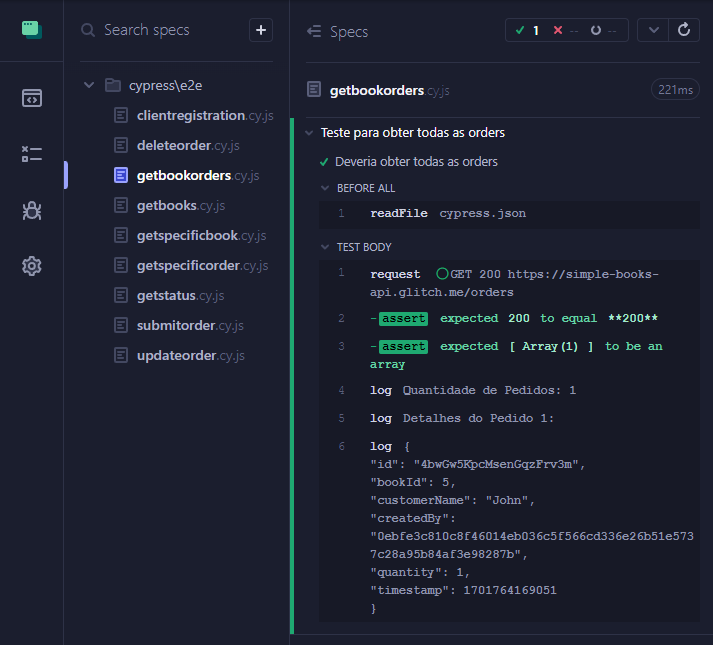 Search specs
+
cypress\e2e
clientregistration.cy.js
deleteorder.cy.js
getbookorders.cy.js
getbooks.cy.js
getspecificbook.cy.js
getspecificorder.cy.js
getstatus.cy.js
submitorder.cy.js
updateorder.cy.js
Specs
1 -- --
getbookorders.cy.js
221ms
Teste para obter todas as orders
Deveria obter todas as orders
BEFORE ALL
1 readFile cypress.json
TEST BODY
1 request GET 200 https://simple-books-
api.glitch.me/orders
2 -assert expected 200 to equal **200**
3 -assert expected [ Array(1) ] to be an
array
4 log Quantidade de Pedidos: 1
5 log Detalhes do Pedido 1:
6 log {
"id": "4bwGw5KpcMsenGqzFrv3m",
"bookId": 5,
"customerName": "John",
"createdBy":
"0ebfe3c810c8f46014eb036c5f566cd336e26b51e573
7c28a95b84af3e98287b",
"quantity": 1,
"timestamp": 1701764169051
}